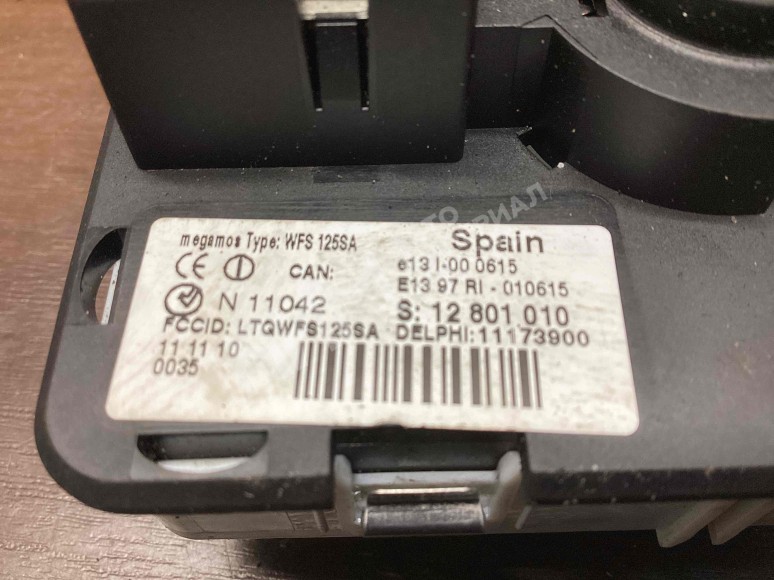 megamos Type: WFS 125SA
Spain
CE
CAN:
e13 I-00 0615
E13 97 RI - 010615
N 11042
S: 12 801 010
FCCID: LTQWFS125SA DELPHI:11173900
11 11 10
0035